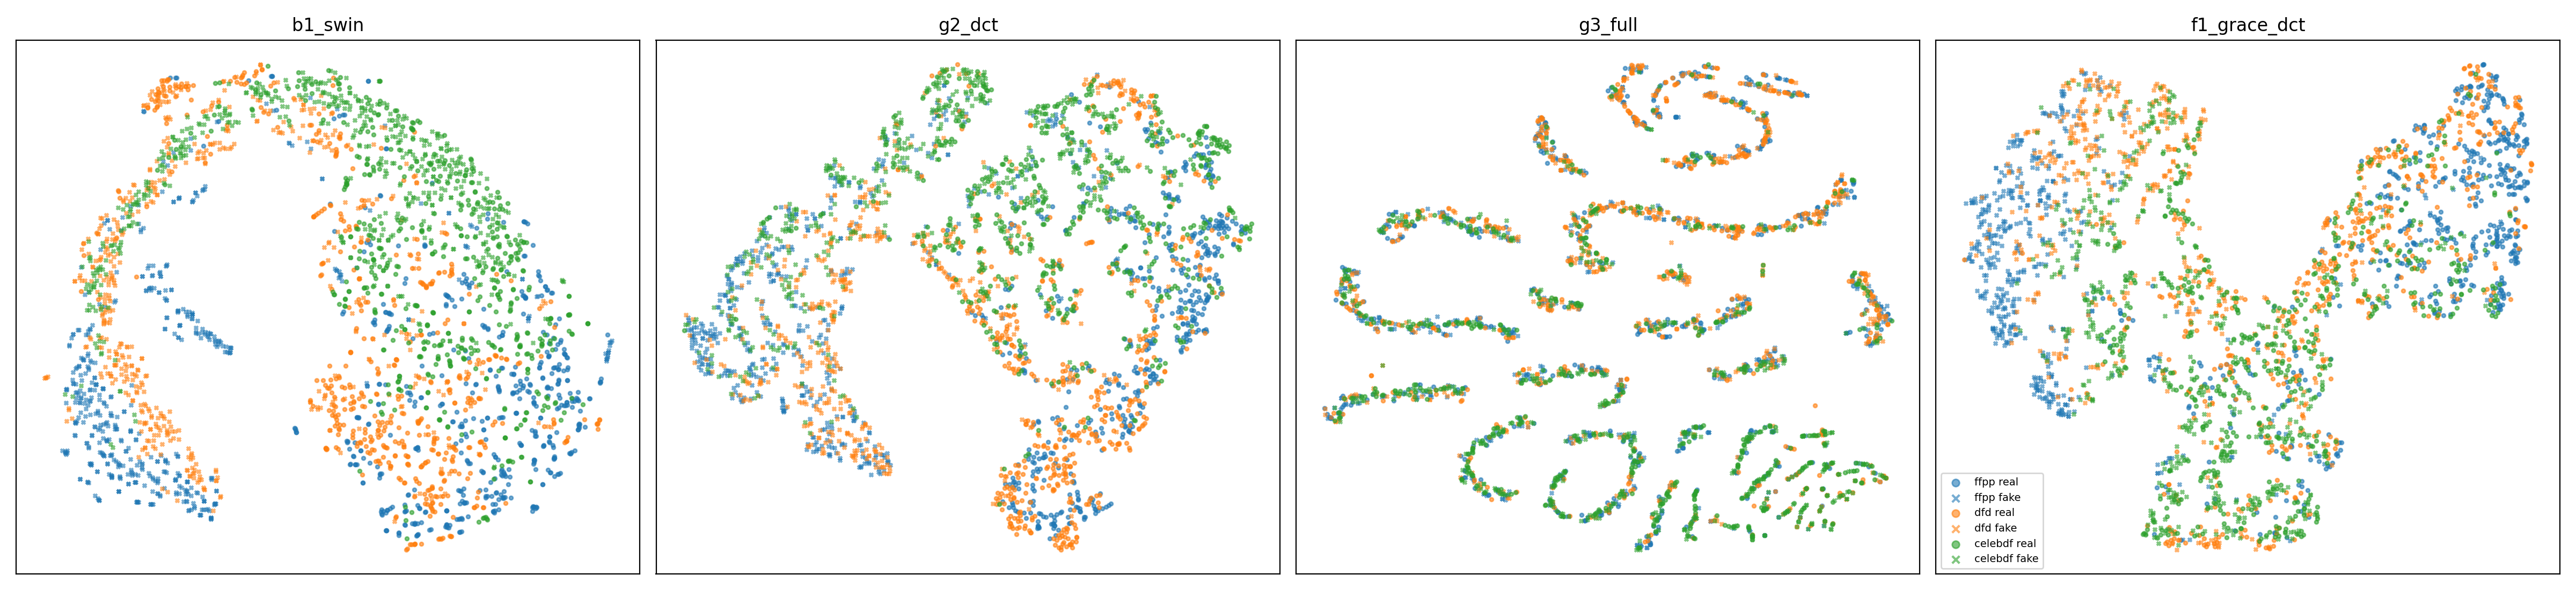 b1_swin
g2_dct
g3_full
f1_grace_dct
ffpp real
ffpp fake
dfd real
dfd fake
celebdf real
celebdf fake